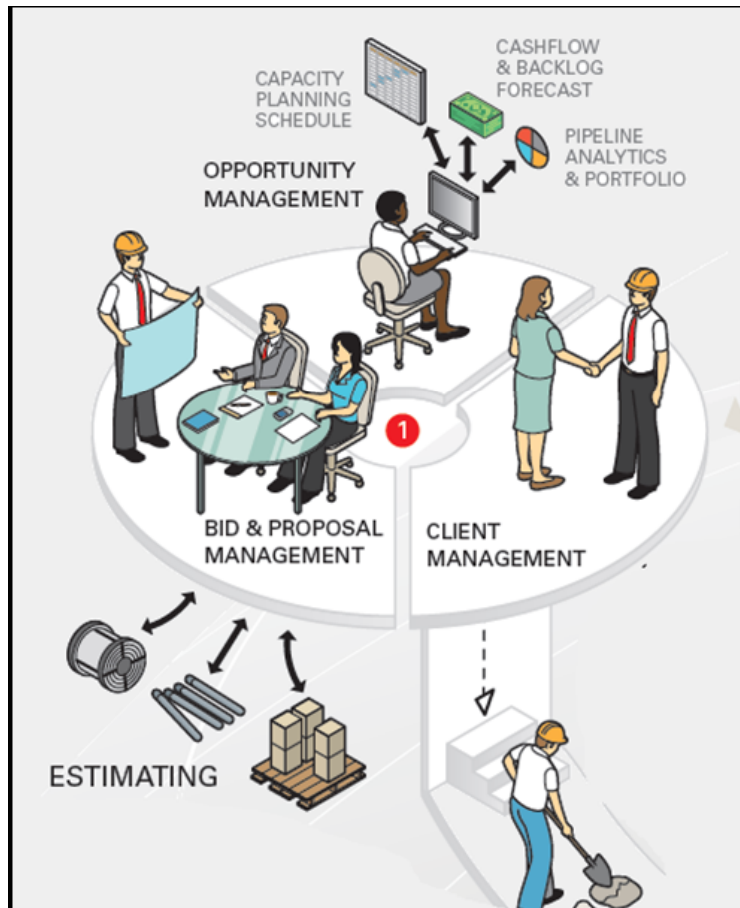 CASHFLOW
& BACKLOG
FORECAST
CAPACITY
PLANNING
SCHEDULE
PIPELINE
ANALYTICS
& PORTFOLIO
OPPORTUNITY
MANAGEMENT
1
BID & PROPOSAL
MANAGEMENT
CLIENT
MANAGEMENT
ESTIMATING